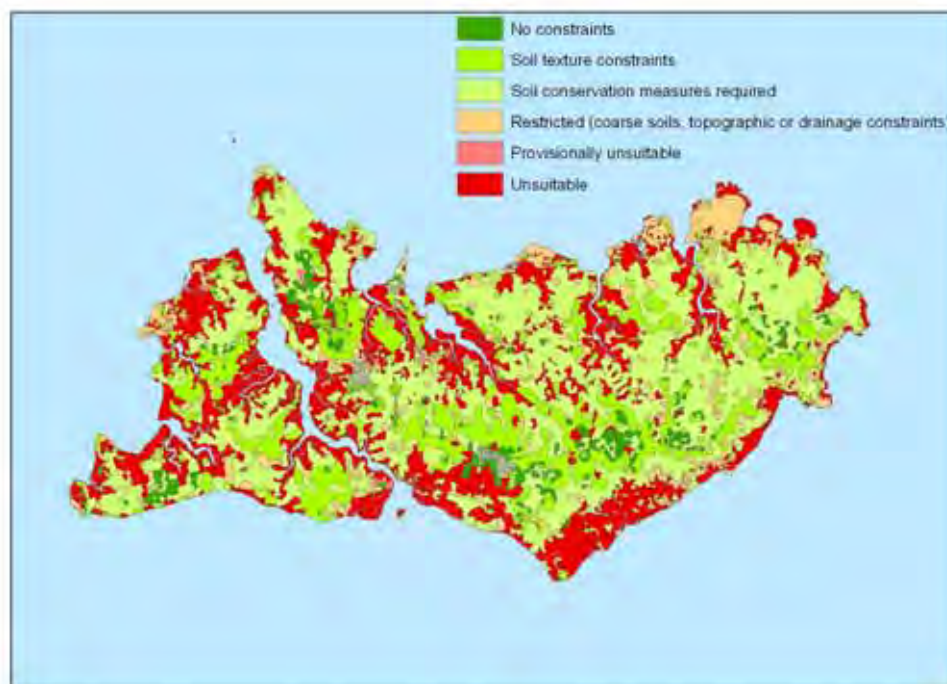 No constraints
Soil texture constraints
Soil conservation measures required
Restricted (coarse soils, topographic or drainage constraints)
Provisionally unsuitable
Unsuitable